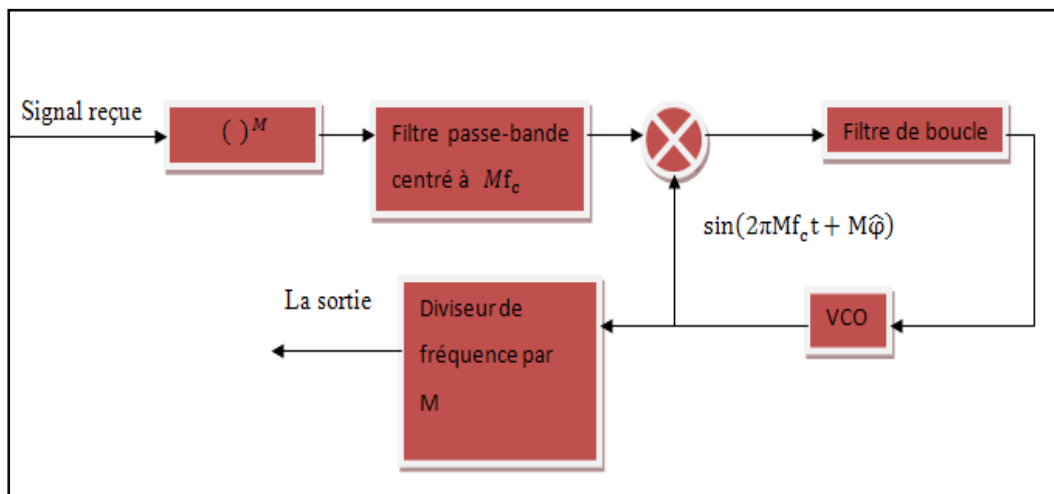 Signal reçue
( )^M
Filtre passe-bande
centré à Mf_c
Filtre de boucle
sin(2πMf_ct + Mφ̂)
La sortie
Diviseur de
fréquence par
M
VCO